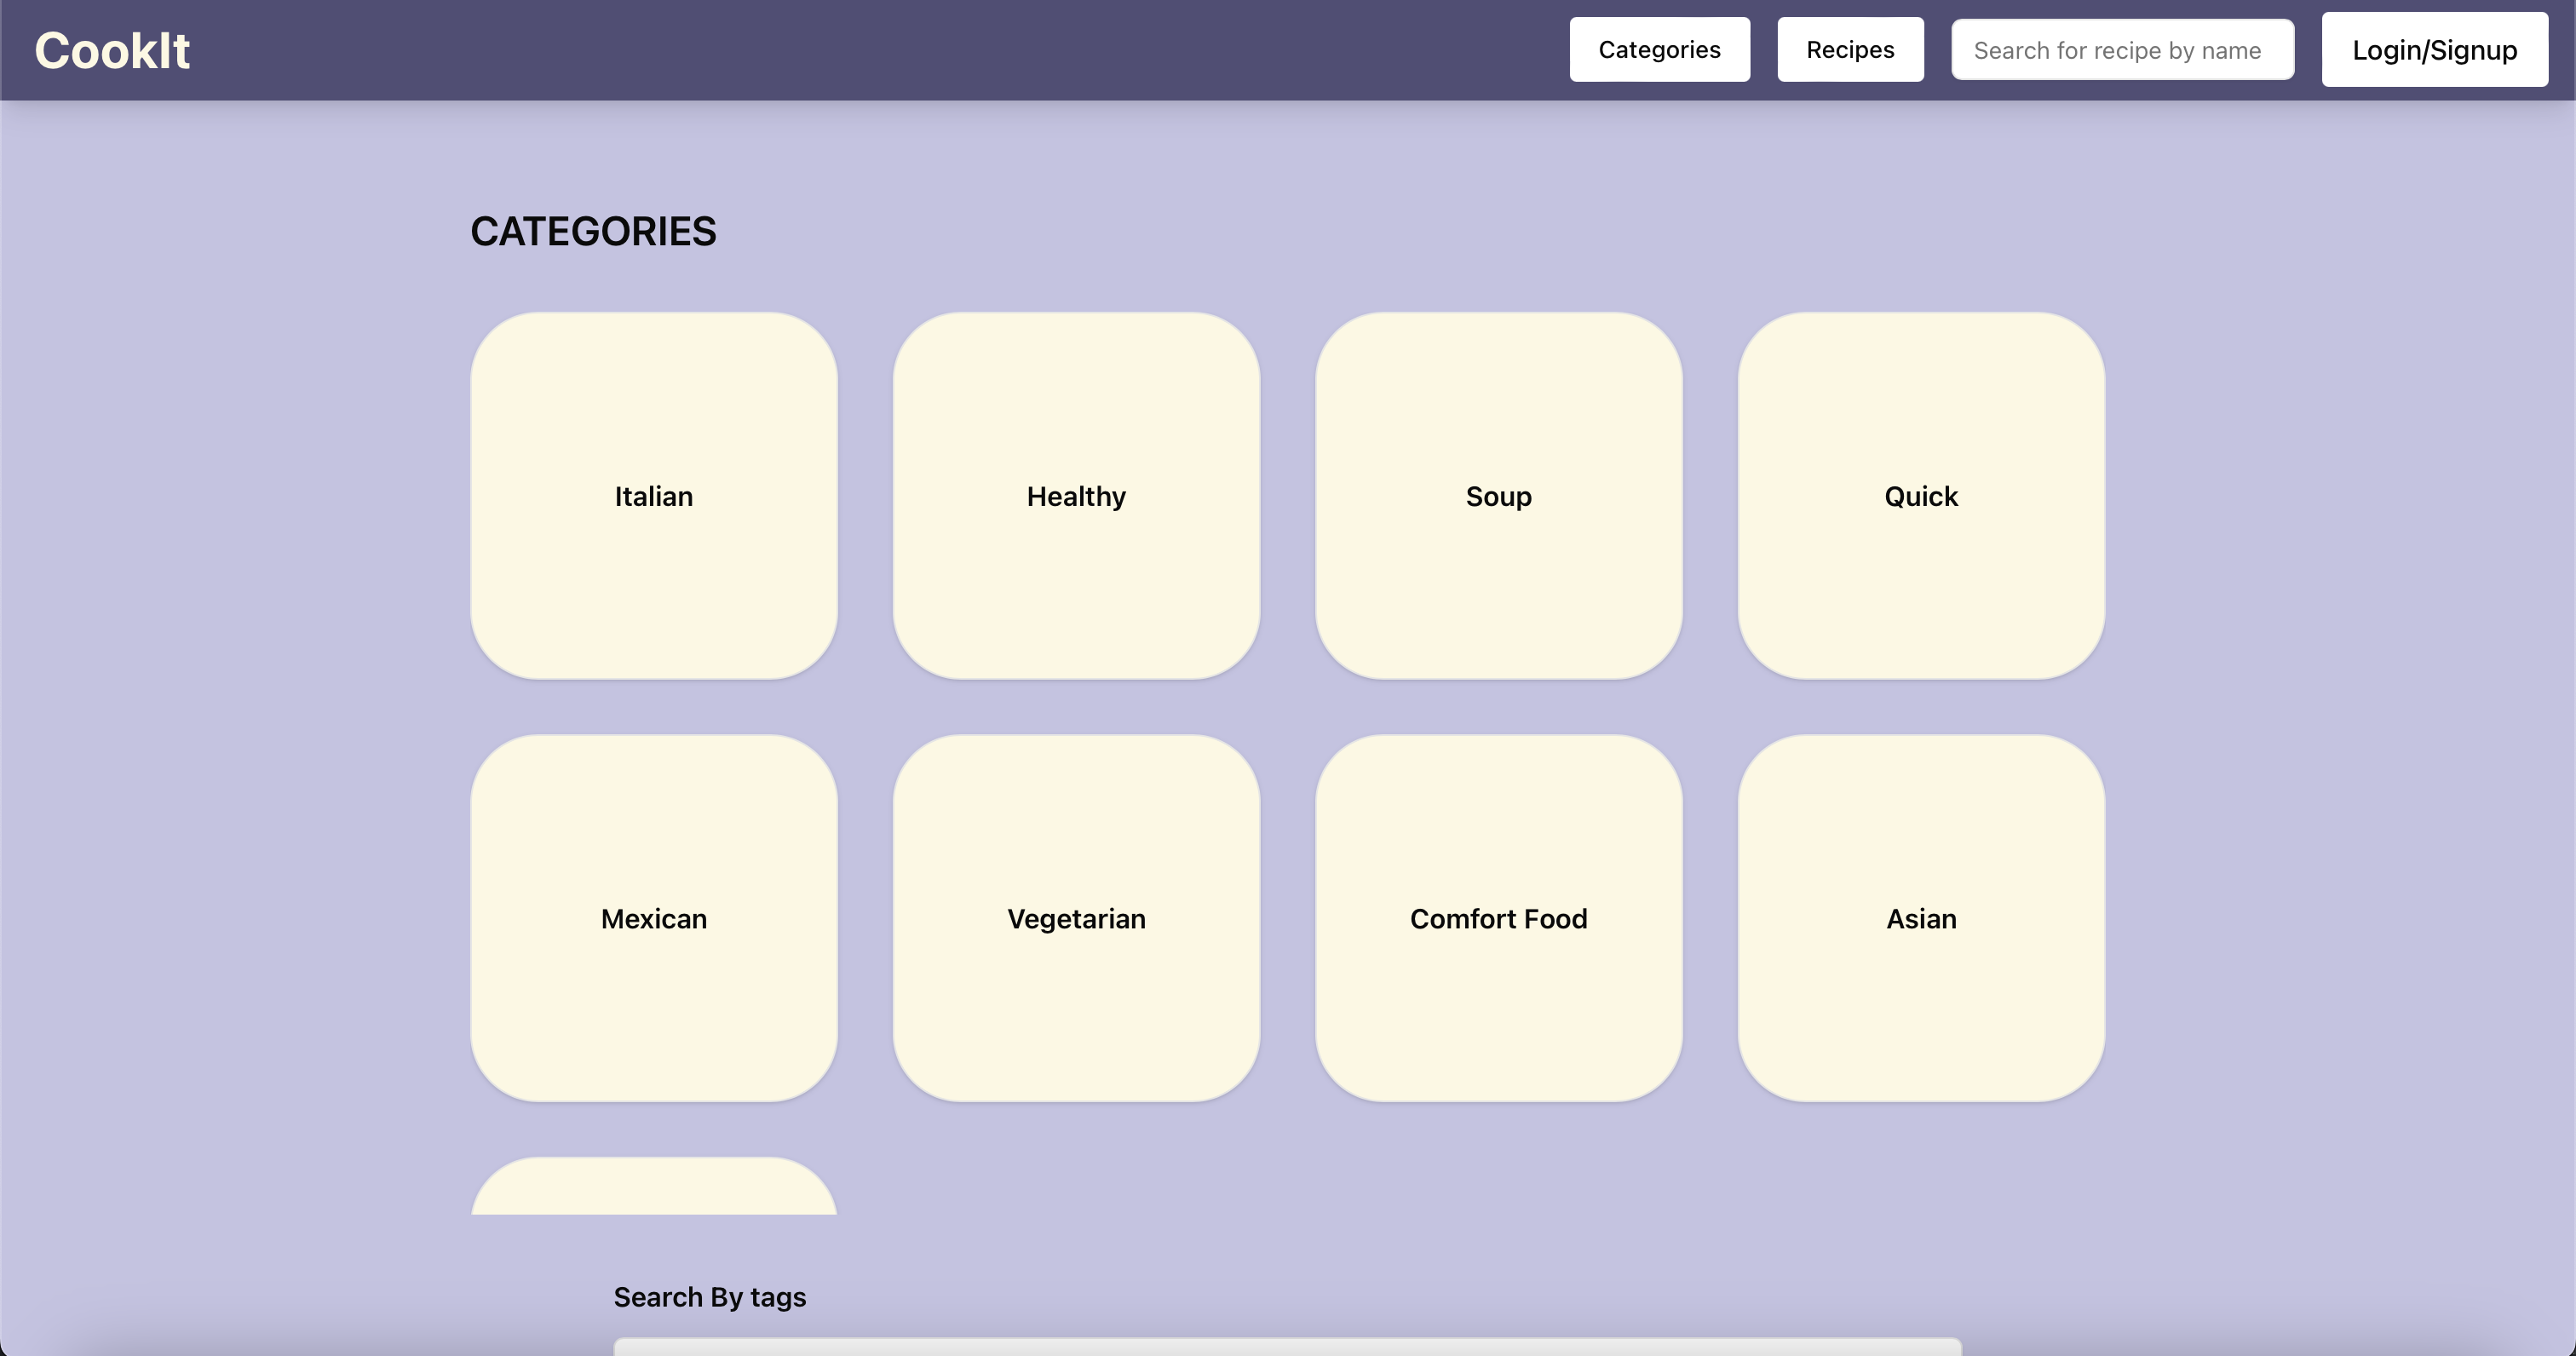 CookIt
Categories
Recipes
Search for recipe by name
Login/Signup
CATEGORIES
Italian
Healthy
Soup
Quick
Mexican
Vegetarian
Comfort Food
Asian
Search By tags